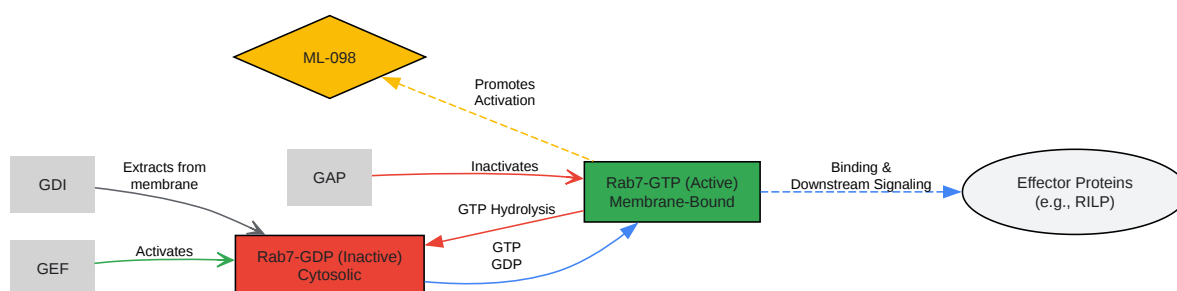 ML-098
Promotes
Activation
GDI
Extracts from
membrane
GAP
Inactivates
Rab7-GTP (Active)
Membrane-Bound
Binding &
Downstream Signaling
Effector Proteins
(e.g., RILP)
GTP Hydrolysis
GEF
Activates
Rab7-GDP (Inactive)
Cytosolic
GTP
GDP